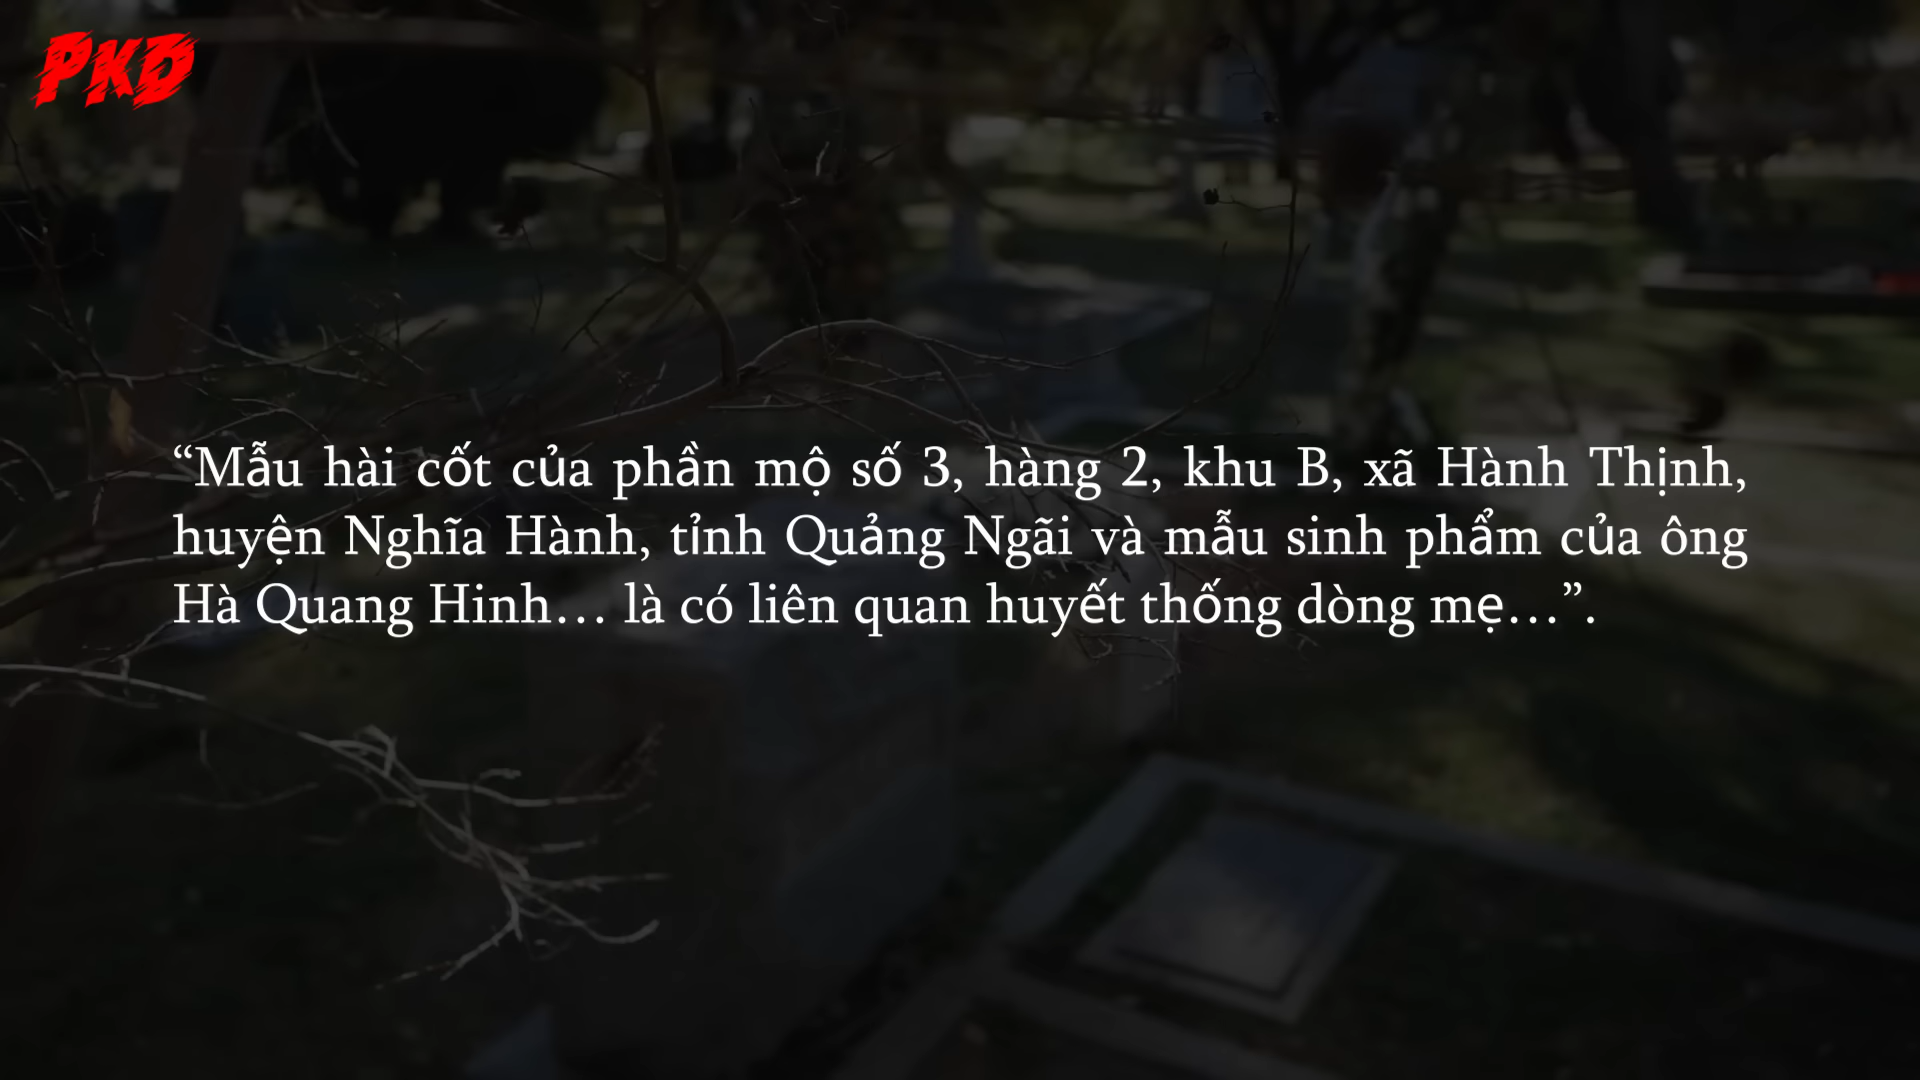 PKD
“Mẫu hài cốt của phần mộ số 3, hàng 2, khu B, xã Hành Thịnh,
huyện Nghĩa Hành, tỉnh Quảng Ngãi và mẫu sinh phẩm của ông
Hà Quang Hinh… là có liên quan huyết thống dòng mẹ…”.